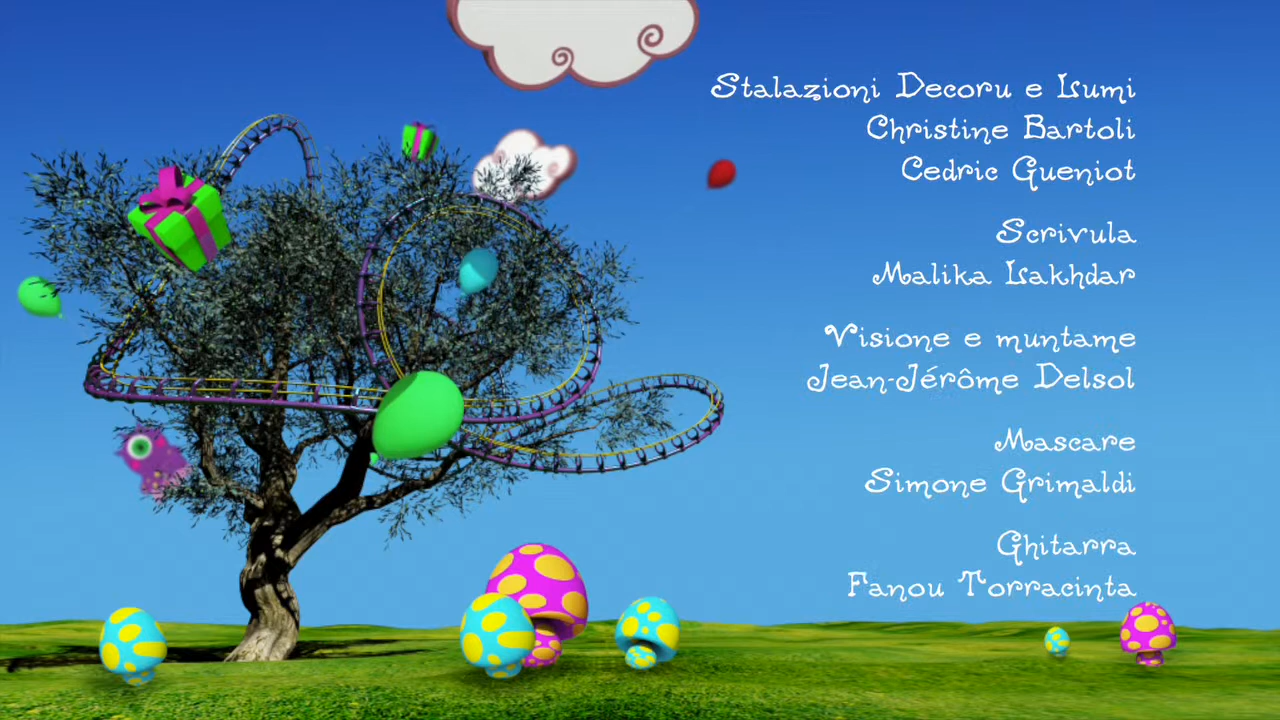 Stalazioni Decoru e Lumi
Christine Bartoli
Cedric Gueniot
Scrivula
Malika Lakhdar
Visione e muntame
Jean-Jérôme Delsol
Mascare
Simone Grimaldi
Ghitarra
Fanou Torracinta